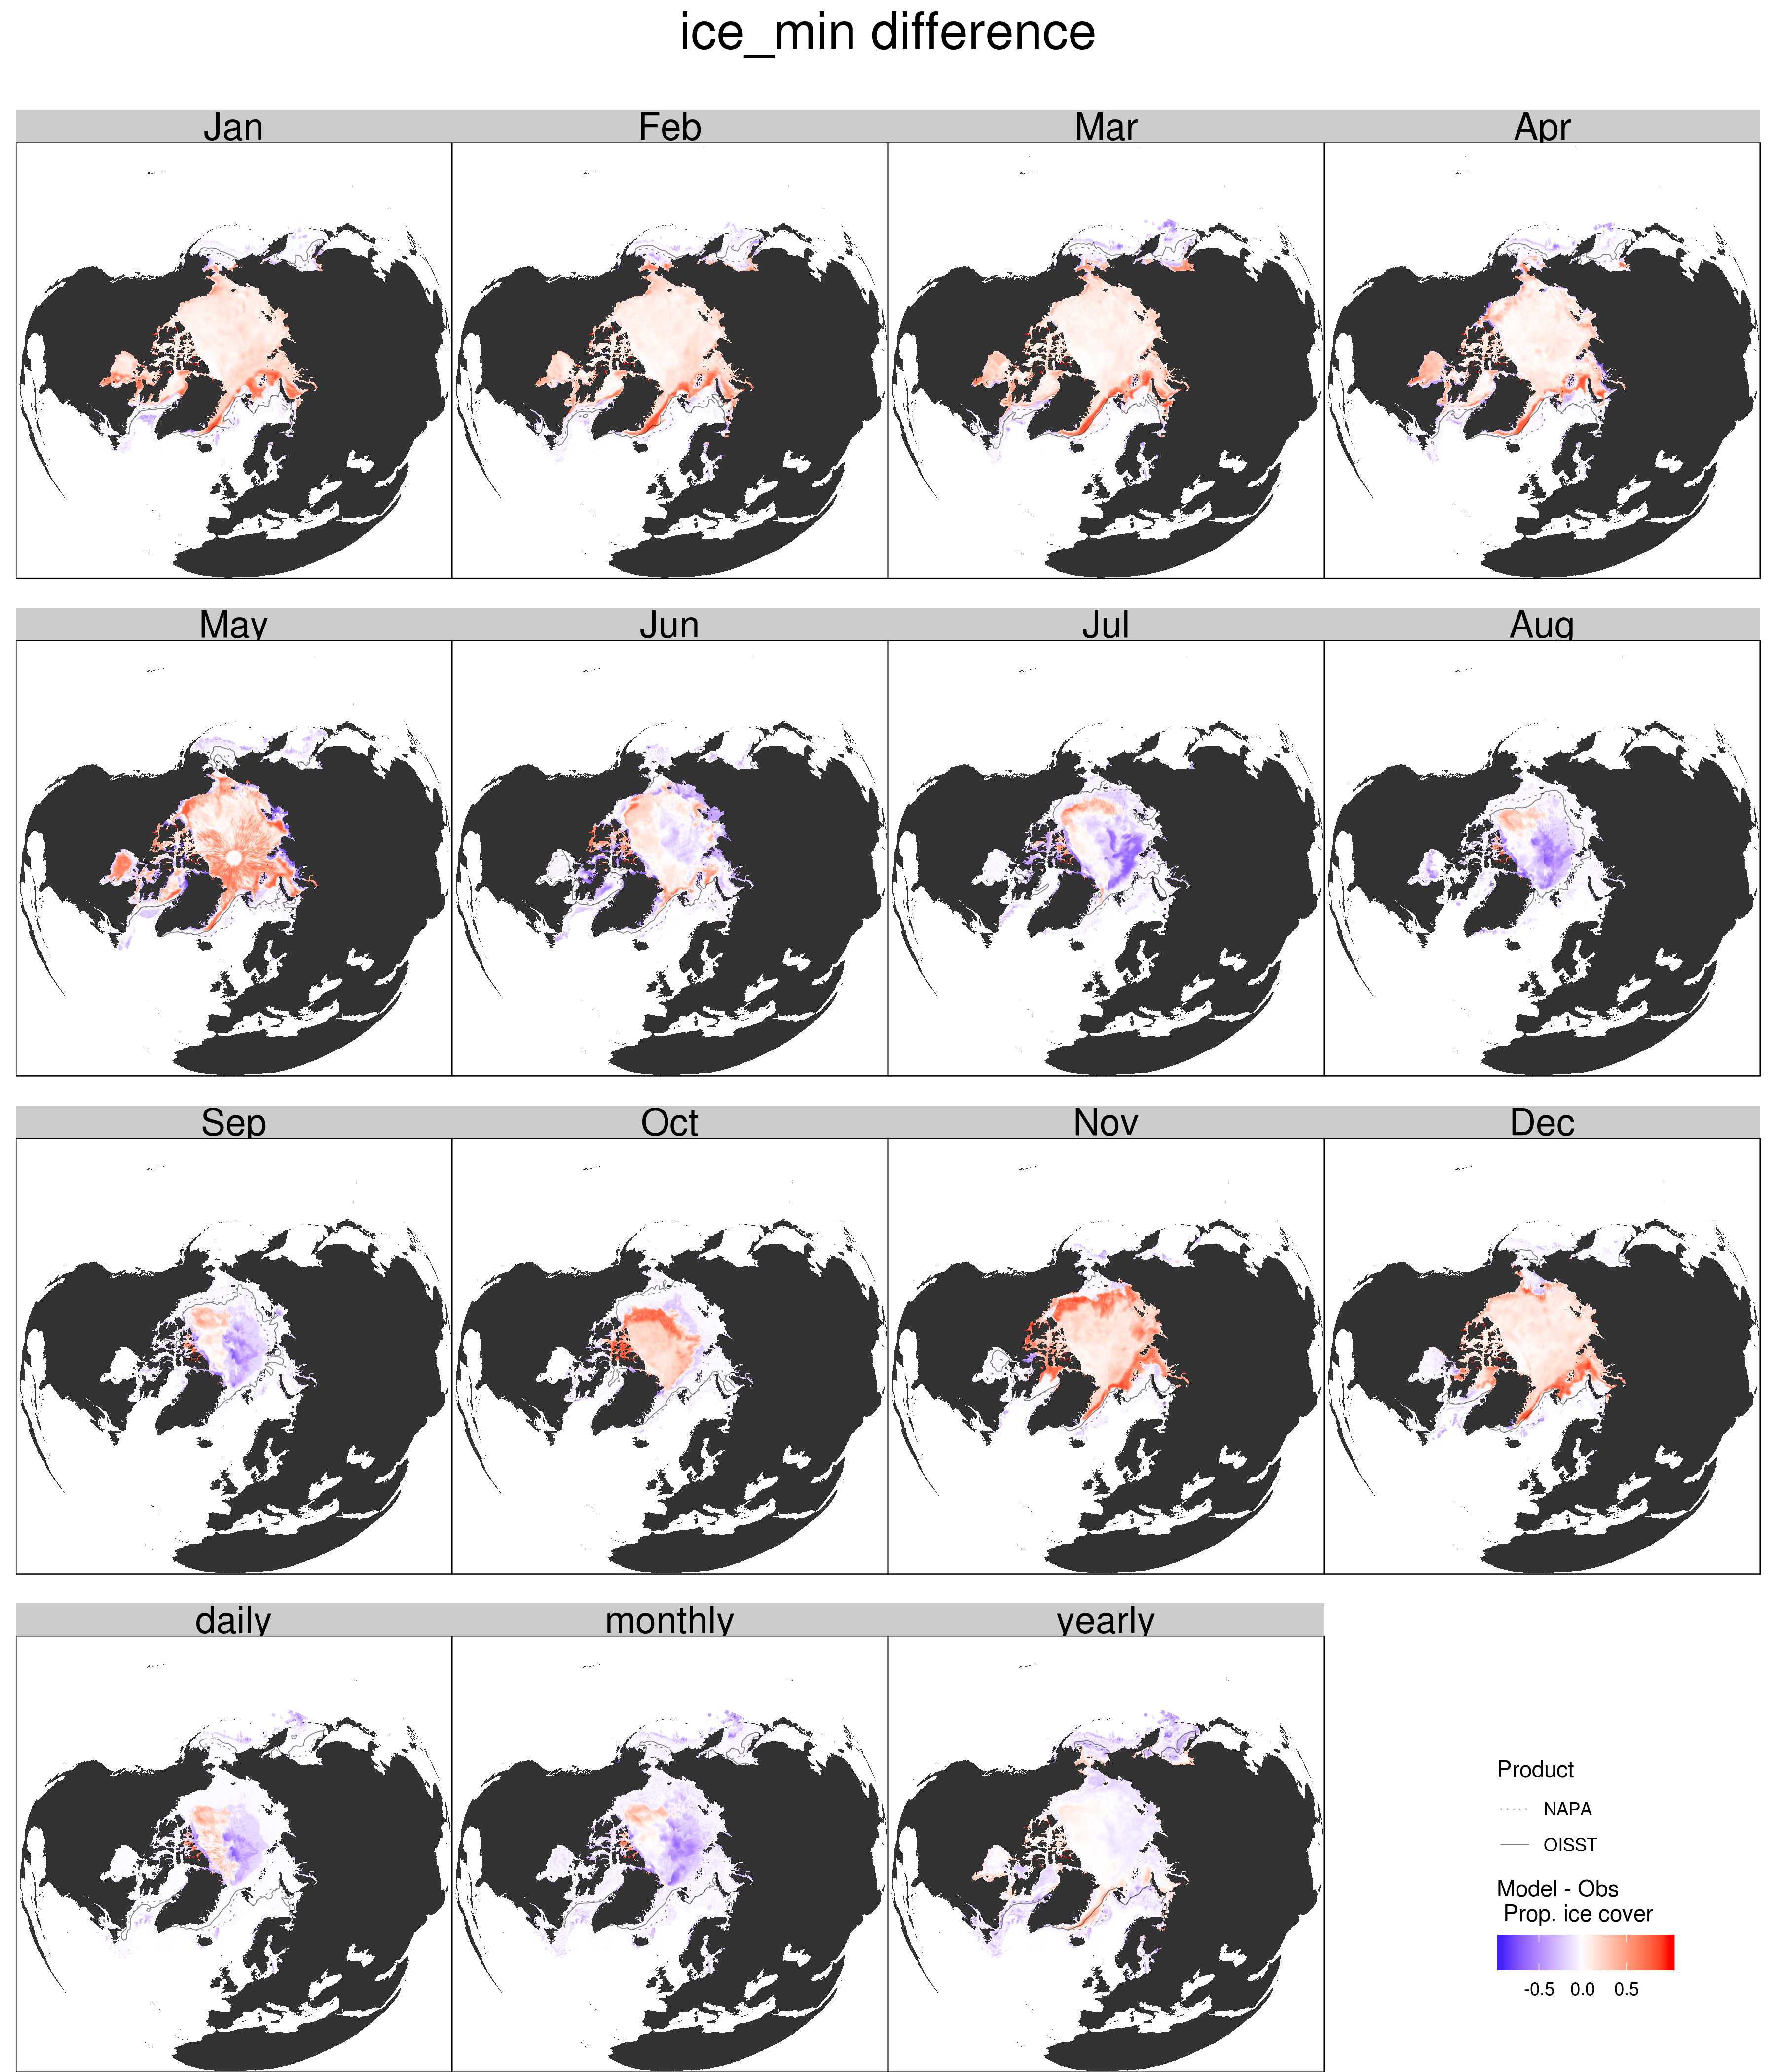 ice_min difference
Jan
Feb
Mar
Apr
May
Jun
Jul
Aug
Sep
Oct
Nov
Dec
daily
monthly
yearly
Product
NAPA
OISST
Model - Obs
Prop. ice cover
-0.5 0.0 0.5